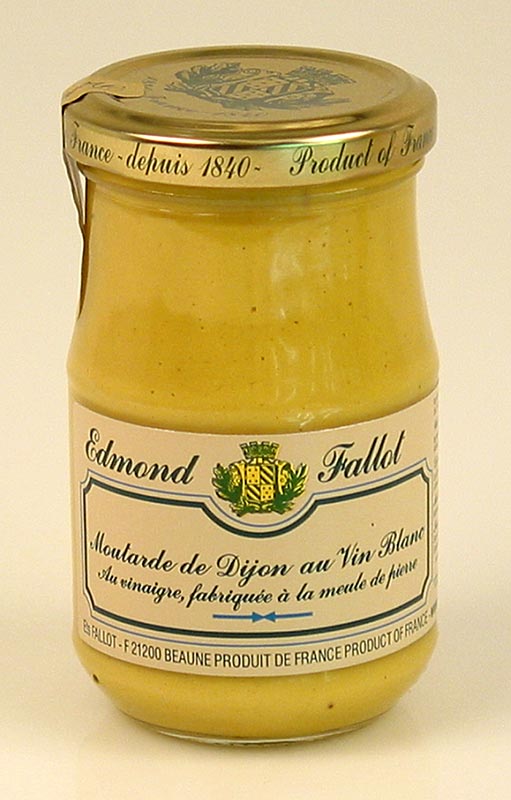 France - depuis 1840 - Product of France
Edmond Fallot
Moutarde de Dijon au Vin Blanc
Au vinaigre, fabriquée à la meule de pierre
Ets FALLOT - F 21200 BEAUNE PRODUIT DE FRANCE PRODUCT OF FRANCE -